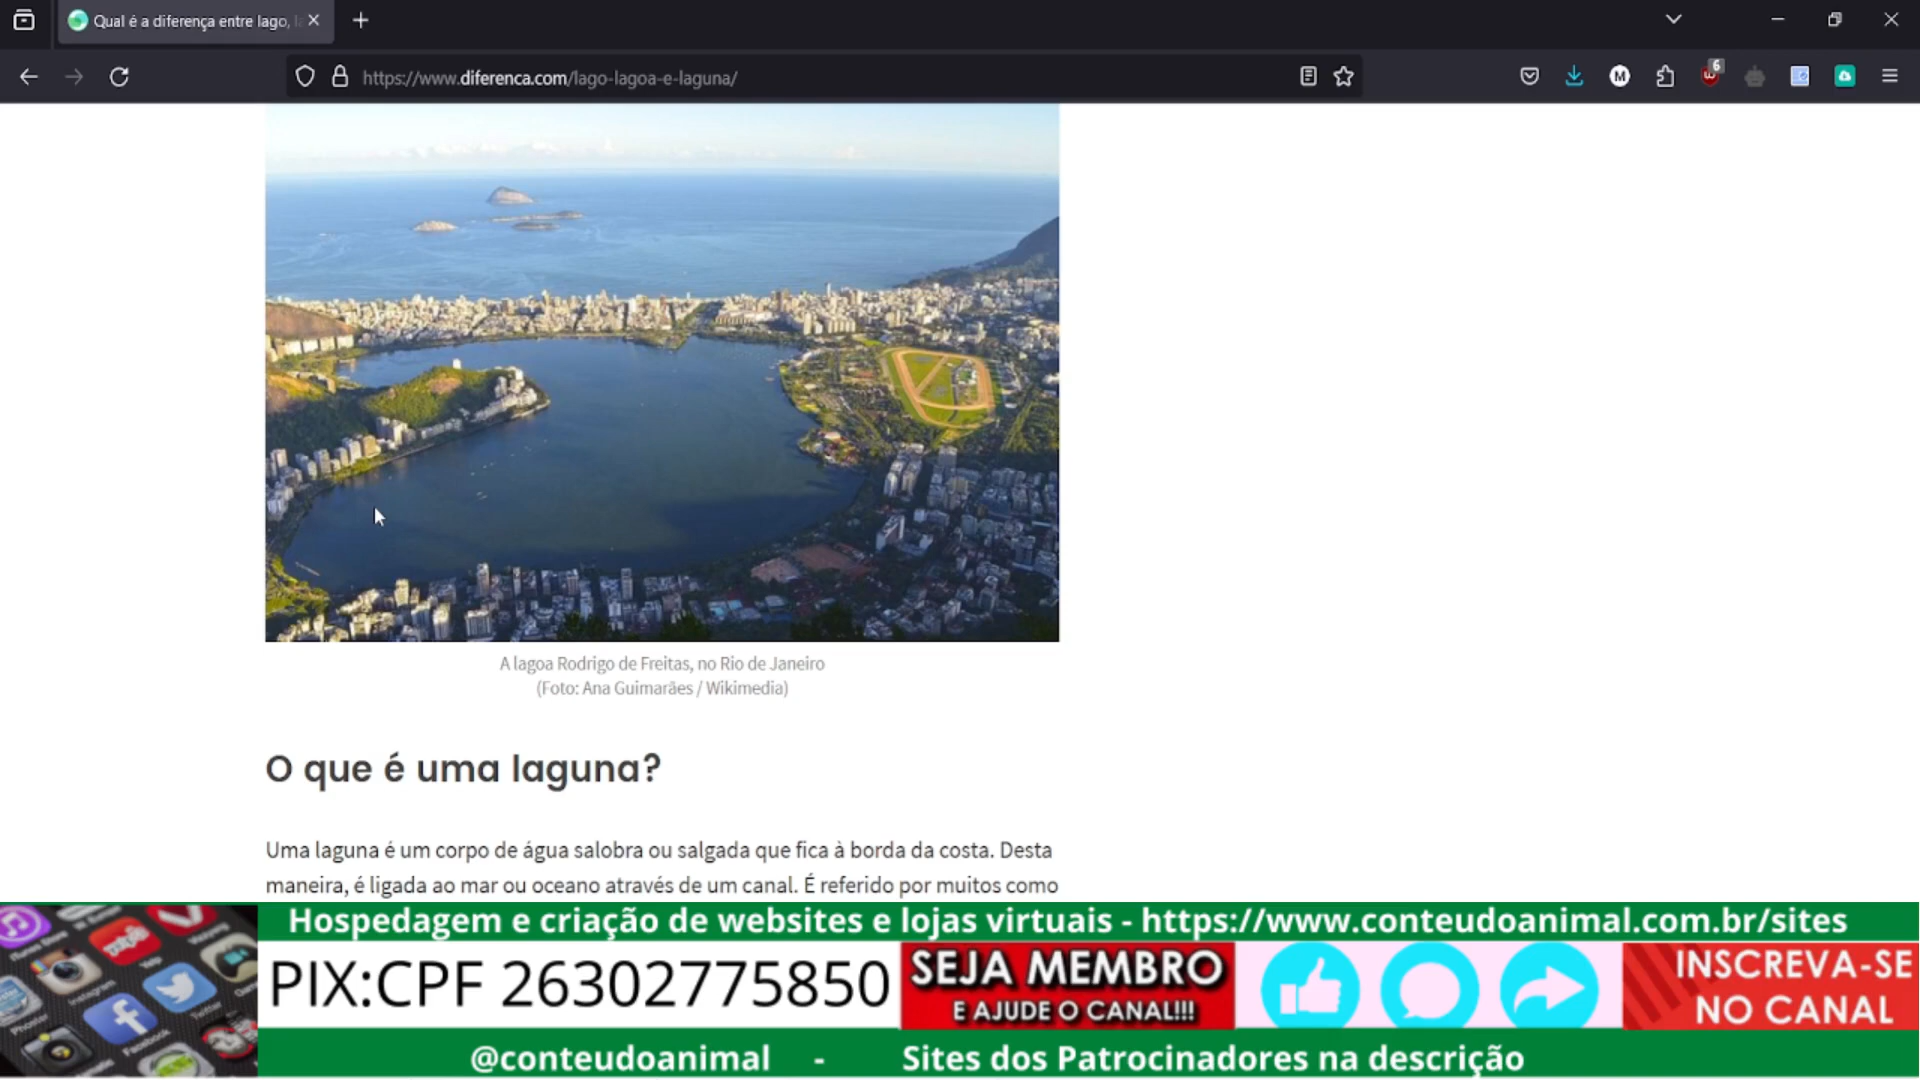 Qual é a diferença entre lago, l
https://www.diferenca.com/lago-lagoa-e-laguna/
M
6
A lagoa Rodrigo de Freitas, no Rio de Janeiro
(Foto: Ana Guimarães / Wikimedia)
O que é uma laguna?
Uma laguna é um corpo de água salobra ou salgada que fica à borda da costa. Desta
maneira, é ligada ao mar ou oceano através de um canal. É referido por muitos como
Hospedagem e criação de websites e lojas virtuais - https://www.conteudoanimal.com.br/sites
PIX:CPF 26302775850
SEJA MEMBRO
E AJUDE O CANAL!!!
INSCREVA-SE
NO CANAL
Instagram
Twitter
Facebook
@conteudoanimal - Sites dos Patrocinadores na descrição